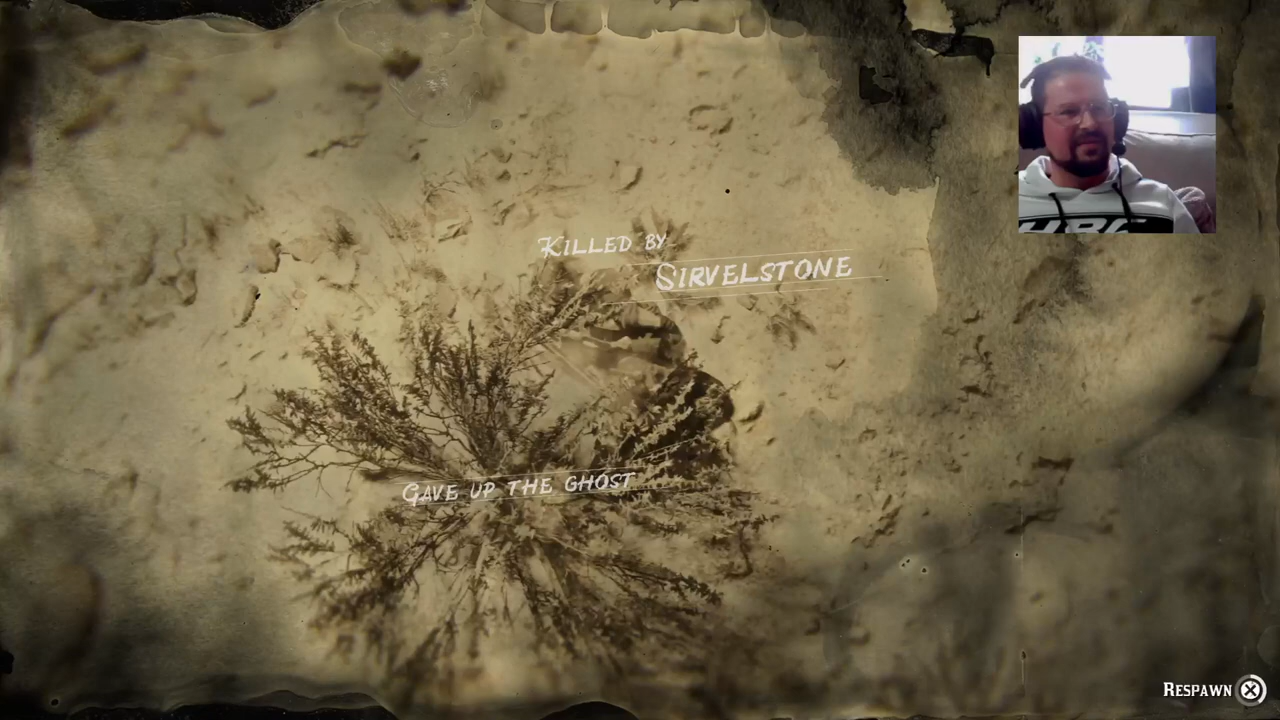 Killed by
Sirvelstone
Gave up the ghost
Respawn